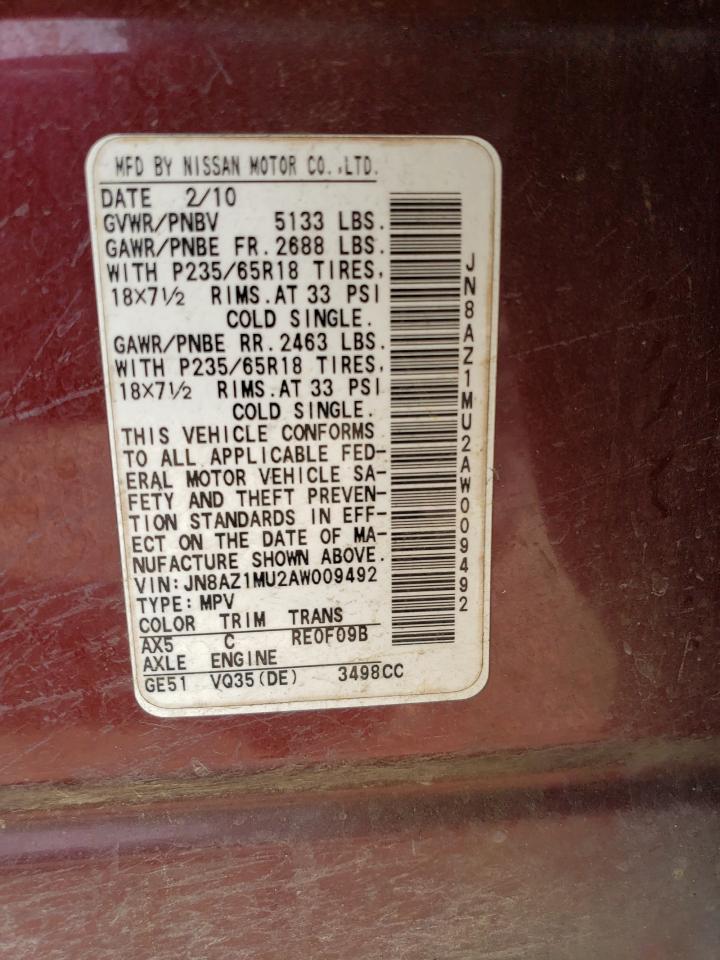 MFD BY NISSAN MOTOR CO.,LTD.
DATE 2/10
GVWR/PNBV 5133 LBS.
GAWR/PNBE FR.2688 LBS.
WITH P235/65R18 TIRES,
18X7½ RIMS.AT 33 PSI
COLD SINGLE.
GAWR/PNBE RR.2463 LBS.
WITH P235/65R18 TIRES,
18X7½ RIMS.AT 33 PSI
COLD SINGLE.
THIS VEHICLE CONFORMS
TO ALL APPLICABLE FED-
ERAL MOTOR VEHICLE SA-
FETY AND THEFT PREVEN-
TION STANDARDS IN EFF-
ECT ON THE DATE OF MA-
NUFACTURE SHOWN ABOVE.
VIN:JN8AZ1MU2AW009492
TYPE:MPV
COLOR TRIM TRANS
AX5 C RE0F09B
AXLE ENGINE
GE51 VQ35(DE) 3498CC
JN8AZ1MU2AW009492